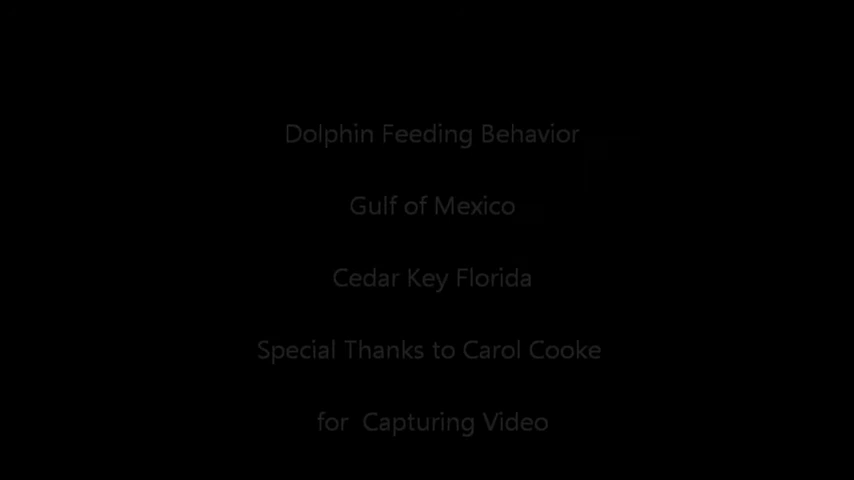 Dolphin Feeding Behavior
Gulf of Mexico
Cedar Key Florida
Special Thanks to Carol Cooke
for  Capturing Video